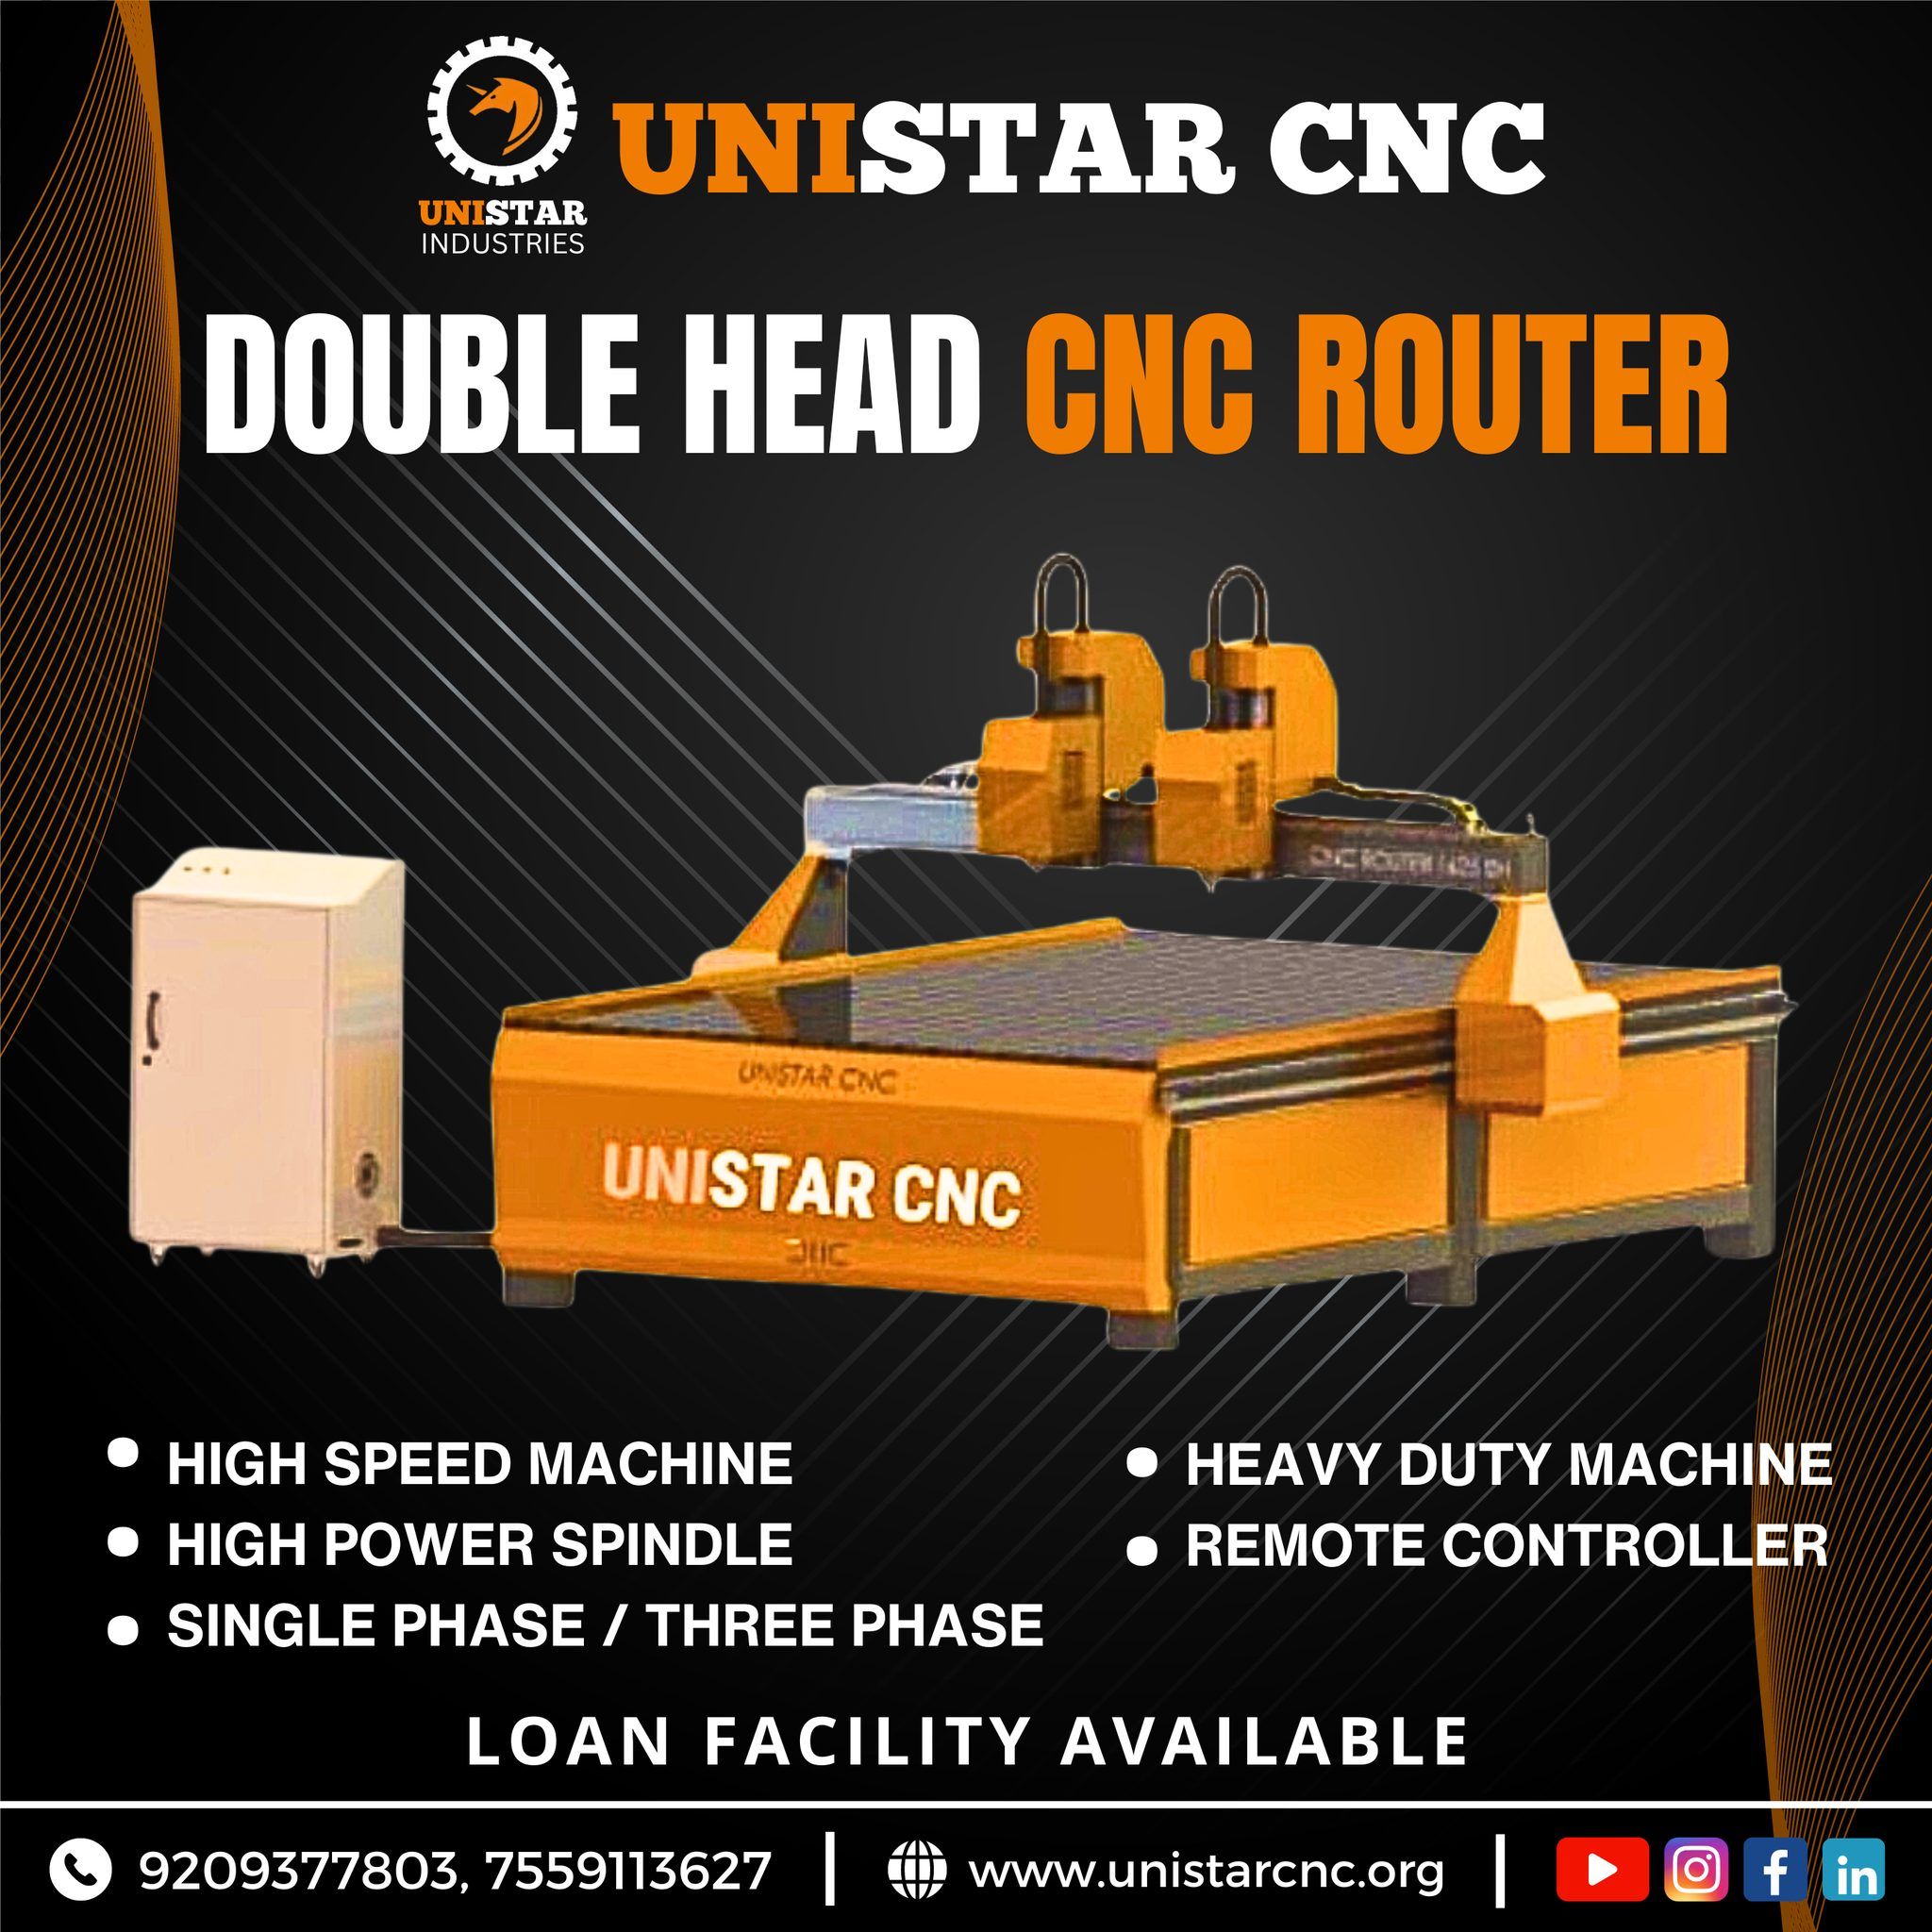 UNISTAR CNC
UNISTAR
INDUSTRIES
DOUBLE HEAD CNC ROUTER
UNISTAR CNC
UNISTAR CNC
HIGH SPEED MACHINE
HIGH POWER SPINDLE
SINGLE PHASE / THREE PHASE
HEAVY DUTY MACHINE
REMOTE CONTROLLER
LOAN FACILITY AVAILABLE
9209377803, 7559113627
www.unistarcnc.org